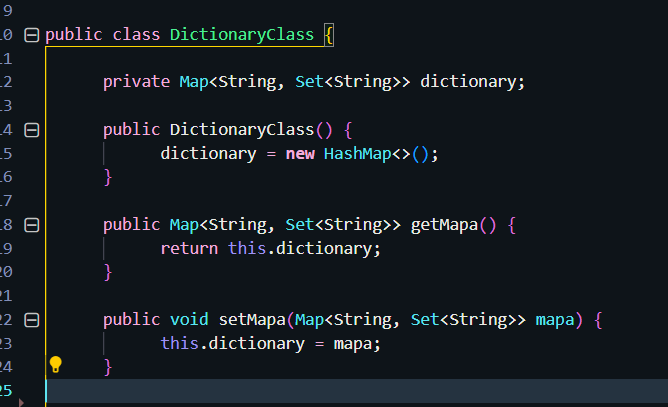 9
10 public class DictionaryClass {
11
12 private Map<String, Set<String>> dictionary;
13
14 public DictionaryClass() {
15 dictionary = new HashMap<>();
16 }
17
18 public Map<String, Set<String>> getMapa() {
19 return this.dictionary;
20 }
21
22 public void setMapa(Map<String, Set<String>> mapa) {
23 this.dictionary = mapa;
24 }
25